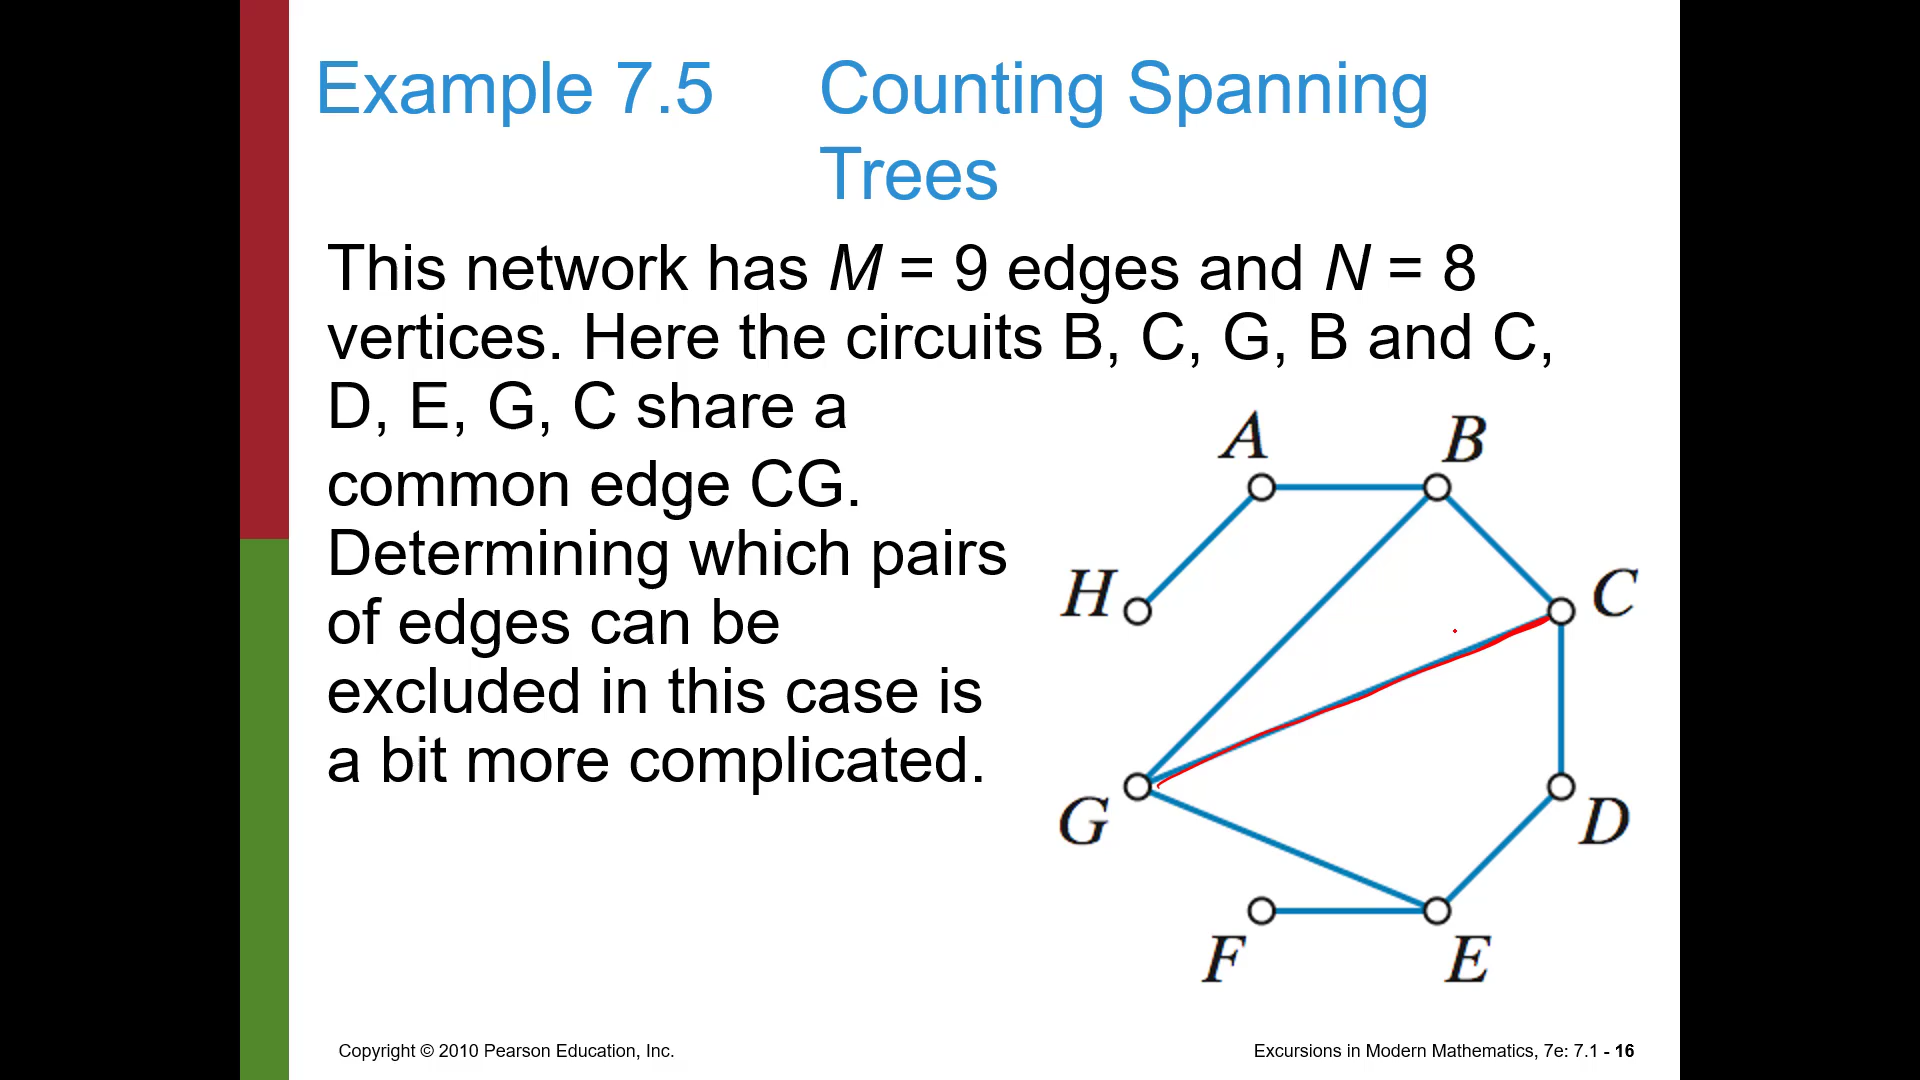 Example 7.5 Counting Spanning
Trees
This network has M = 9 edges and N = 8
vertices. Here the circuits B, C, G, B and C,
D, E, G, C share a
common edge CG.
Determining which pairs
of edges can be
excluded in this case is
a bit more complicated.
A B
H C
G D
F E
Copyright © 2010 Pearson Education, Inc. Excursions in Modern Mathematics, 7e: 7.1 - 16